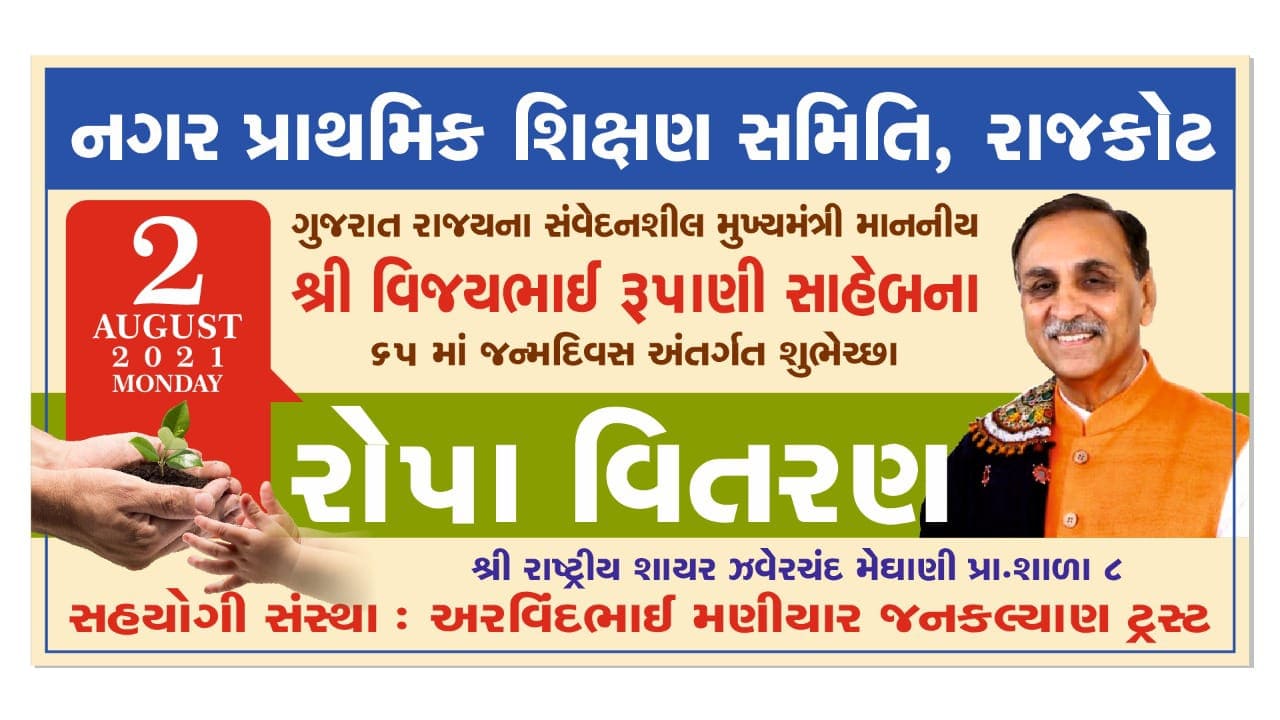 નગર પ્રાથમિક શિક્ષણ સમિતિ, રાજકોટ
2
AUGUST
2021
MONDAY
ગુજરાત રાજયના સંવેદનશીલ મુખ્યમંત્રી માનનીય
શ્રી વિજયભાઈ રૂપાણી સાહેબના
૬૫ માં જન્મદિવસ અંતર્ગત શુભેચ્છા
રોપા વિતરણ
શ્રી રાષ્ટ્રીય શાયર ઝવેરચંદ મેઘાણી પ્રા.શાળા ૮
સહયોગી સંસ્થા : અરવિંદભાઈ મણીયાર જનકલ્યાણ ટ્રસ્ટ